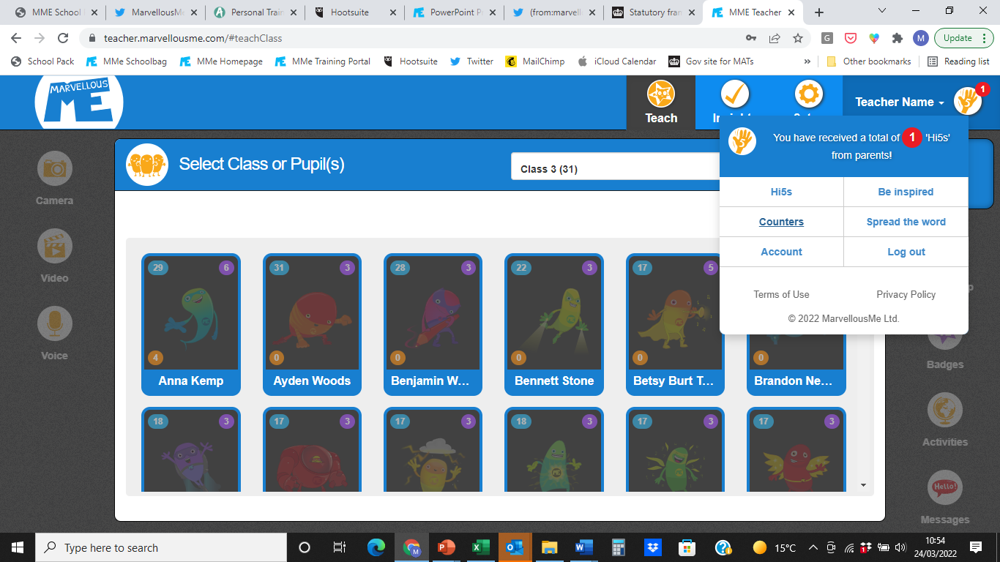 MME School
MarvellousMe
Personal Train
Hootsuite
PowerPoint P
(from:marvell
Statutory fram
MME Teacher
teacher.marvellousme.com/#teachClass
G
M
Update
School Pack
MMe Schoolbag
MMe Homepage
MMe Training Portal
Hootsuite
Twitter
MailChimp
iCloud Calendar
Gov site for MATs
»
Other bookmarks
Reading list
MARVELLOUS
ME
Teach
Teacher Name
1
You have received a total of 1 'Hi5s'
from parents!
Hi5s
Be inspired
Counters
Spread the word
Account
Log out
Terms of Use
Privacy Policy
© 2022 MarvellousMe Ltd.
Select Class or Pupil(s)
Class 3 (31)
Camera
Video
Voice
29 6
31 3
28 3
22 3
17 5
4
0
0
0
0
0
Anna Kemp
Ayden Woods
Benjamin W...
Bennett Stone
Betsy Burt T...
Brandon Ne...
18 3
17 3
17 3
18 3
17 3
17 3
Badges
Activities
Hello!
Messages
Type here to search
15°C
10:54
24/03/2022